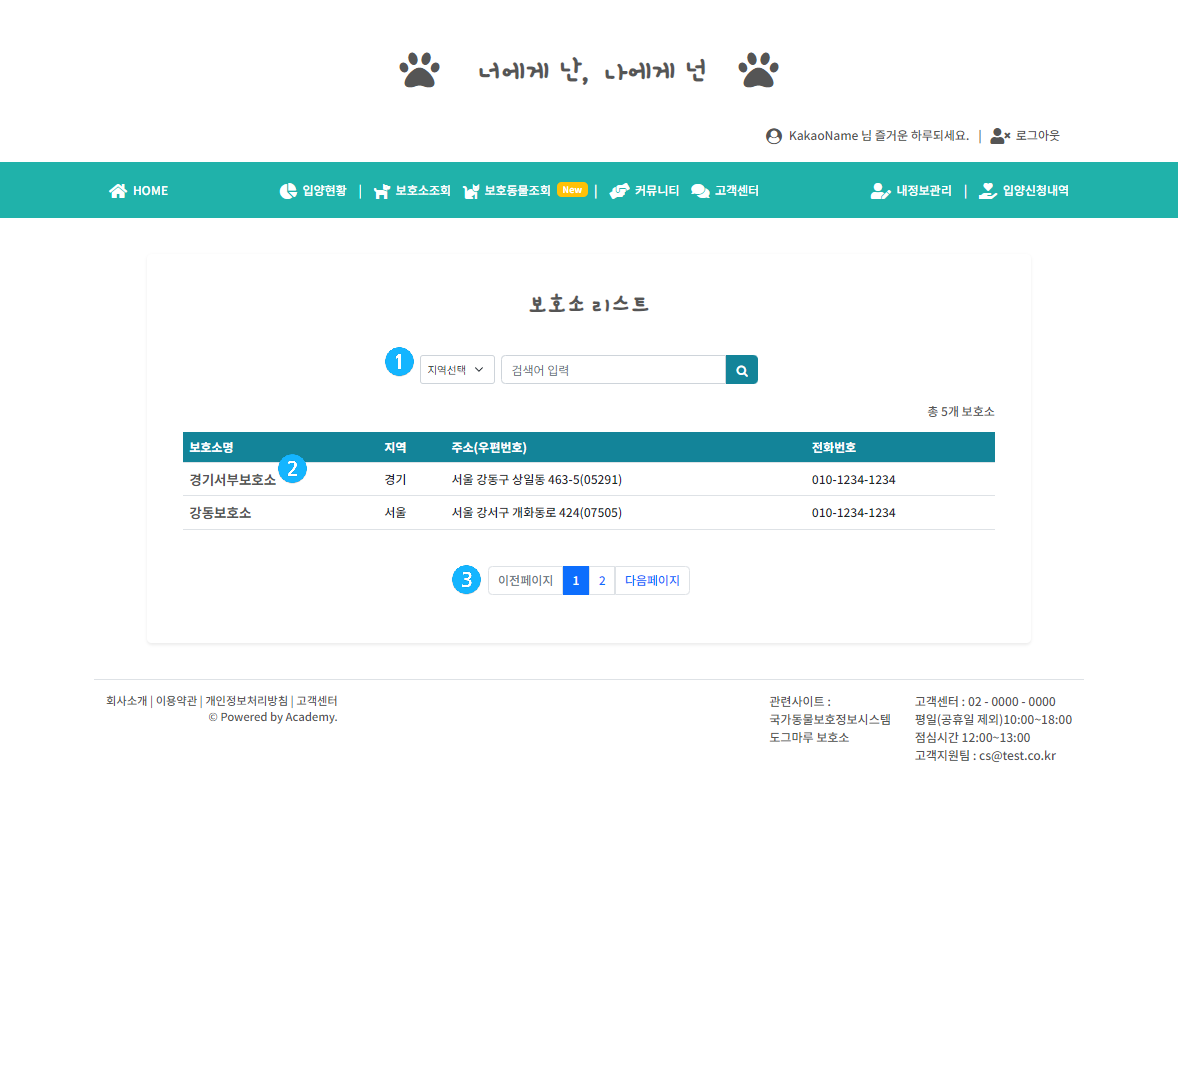 너에게 난, 나에게 넌
KakaoName 님 즐거운 하루되세요. | 로그아웃
HOME 입양현황 | 보호소조회 보호동물조회 New | 커뮤니티 고객센터 내정보관리 | 입양신청내역
보호소 리스트
1 지역선택 검색어 입력
총 5개 보호소
보호소명 지역 주소(우편번호) 전화번호
경기서부보호소 2 경기 서울 강동구 상일동 463-5(05291) 010-1234-1234
강동보호소 서울 서울 강서구 개화동로 424(07505) 010-1234-1234
3 이전페이지 1 2 다음페이지
회사소개 | 이용약관 | 개인정보처리방침 | 고객센터
© Powered by Academy.
관련사이트 :
국가동물보호정보시스템
도그마루 보호소
고객센터 : 02 - 0000 - 0000
평일(공휴일 제외)10:00~18:00
점심시간 12:00~13:00
고객지원팀 : cs@test.co.kr